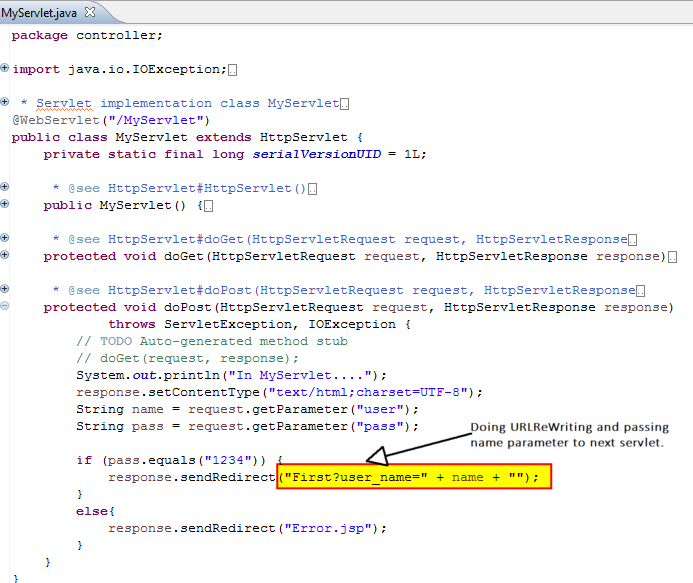 MyServlet.java
package controller;
import java.io.IOException;
* Servlet implementation class MyServlet
@WebServlet("/MyServlet")
public class MyServlet extends HttpServlet {
private static final long serialVersionUID = 1L;
* @see HttpServlet#HttpServlet()
public MyServlet() {
* @see HttpServlet#doGet(HttpServletRequest request, HttpServletResponse
protected void doGet(HttpServletRequest request, HttpServletResponse response)
* @see HttpServlet#doPost(HttpServletRequest request, HttpServletResponse
protected void doPost(HttpServletRequest request, HttpServletResponse response)
throws ServletException, IOException {
// TODO Auto-generated method stub
// doGet(request, response);
System.out.println("In MyServlet....");
response.setContentType("text/html;charset=UTF-8");
String name = request.getParameter("user");
String pass = request.getParameter("pass");
Doing URLReWriting and passing
name parameter to next servlet.
if (pass.equals("1234")) {
response.sendRedirect("First?user_name=" + name + "");
}
else{
response.sendRedirect("Error.jsp");
}
}
}